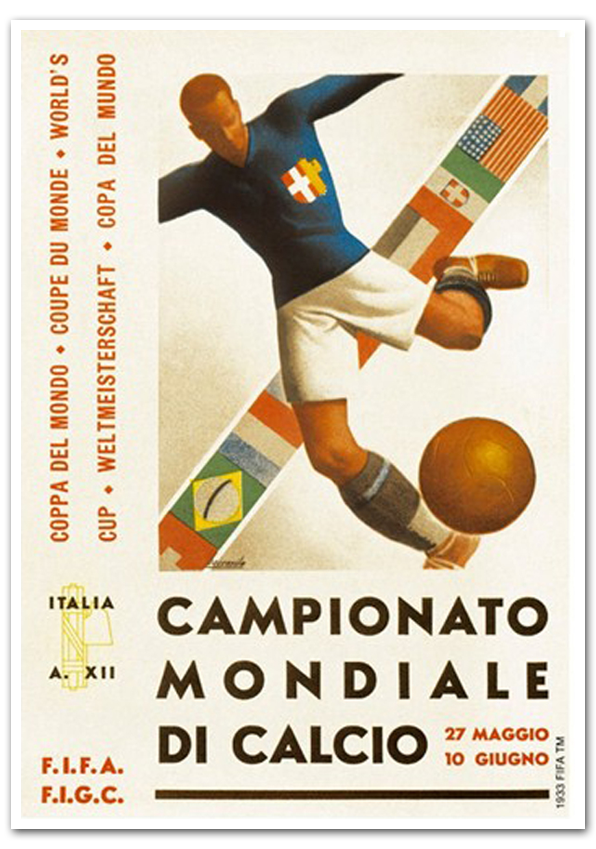 COPPA DEL MONDO • COUPE DU MONDE • WORLD'S
CUP • WELTMEISTERSCHAFT • COPA DEL MUNDO
ITALIA
A. XII
F.I.F.A.
F.I.G.C.
CAMPIONATO
MONDIALE
DI CALCIO
27 MAGGIO
10 GIUGNO
1933 FIFA TM